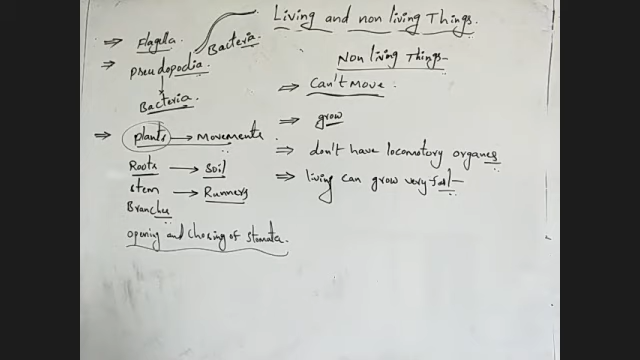 Living and non living Things.
⇒ Flagella
Bacteria.
⇒ Pseudopodia
Bacteria.
⇒ plants → Movements
Roots → Soil
Stem → Runners
Branches
opening and closing of stomata.
Non living Things-
⇒ Can't Move.
⇒ grow
⇒ don't have locomotory organes
⇒ living can grow very fast-